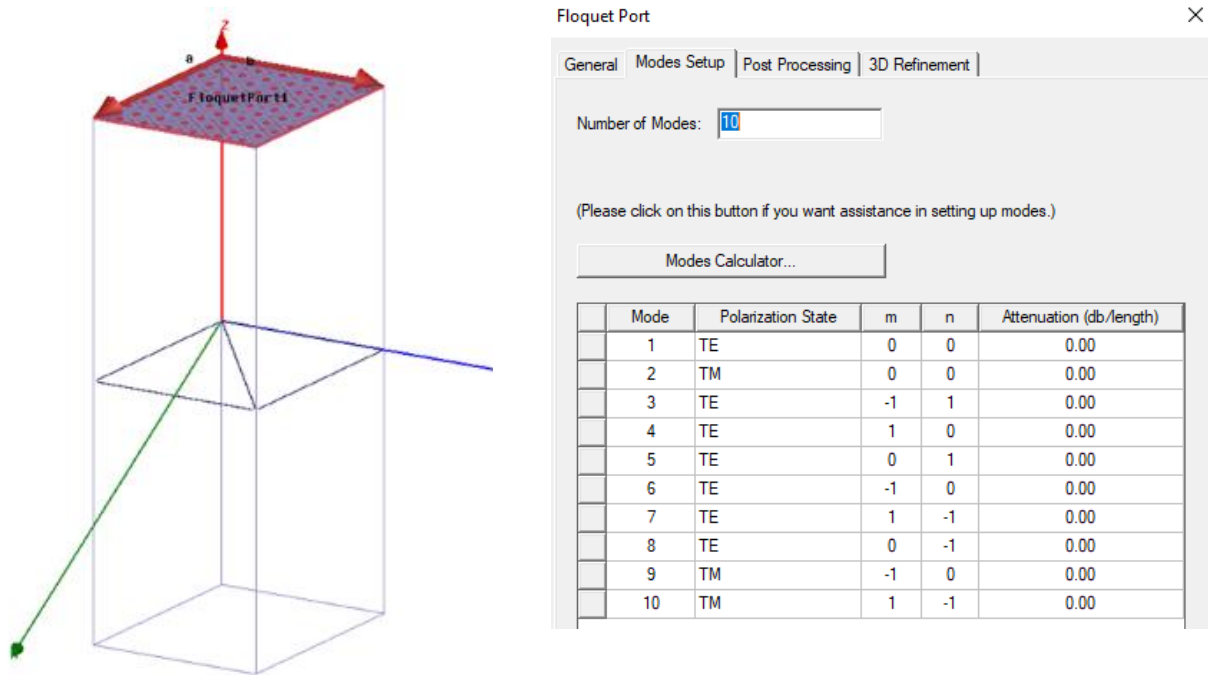 Z
a
b
FloquetPort1
Floquet Port
General Modes Setup Post Processing 3D Refinement
Number of Modes: 10
(Please click on this button if you want assistance in setting up modes.)
Modes Calculator...
Mode Polarization State m n Attenuation (db/length)
1 TE 0 0 0.00
2 TM 0 0 0.00
3 TE -1 1 0.00
4 TE 1 0 0.00
5 TE 0 1 0.00
6 TE -1 0 0.00
7 TE 1 -1 0.00
8 TE 0 -1 0.00
9 TM -1 0 0.00
10 TM 1 -1 0.00